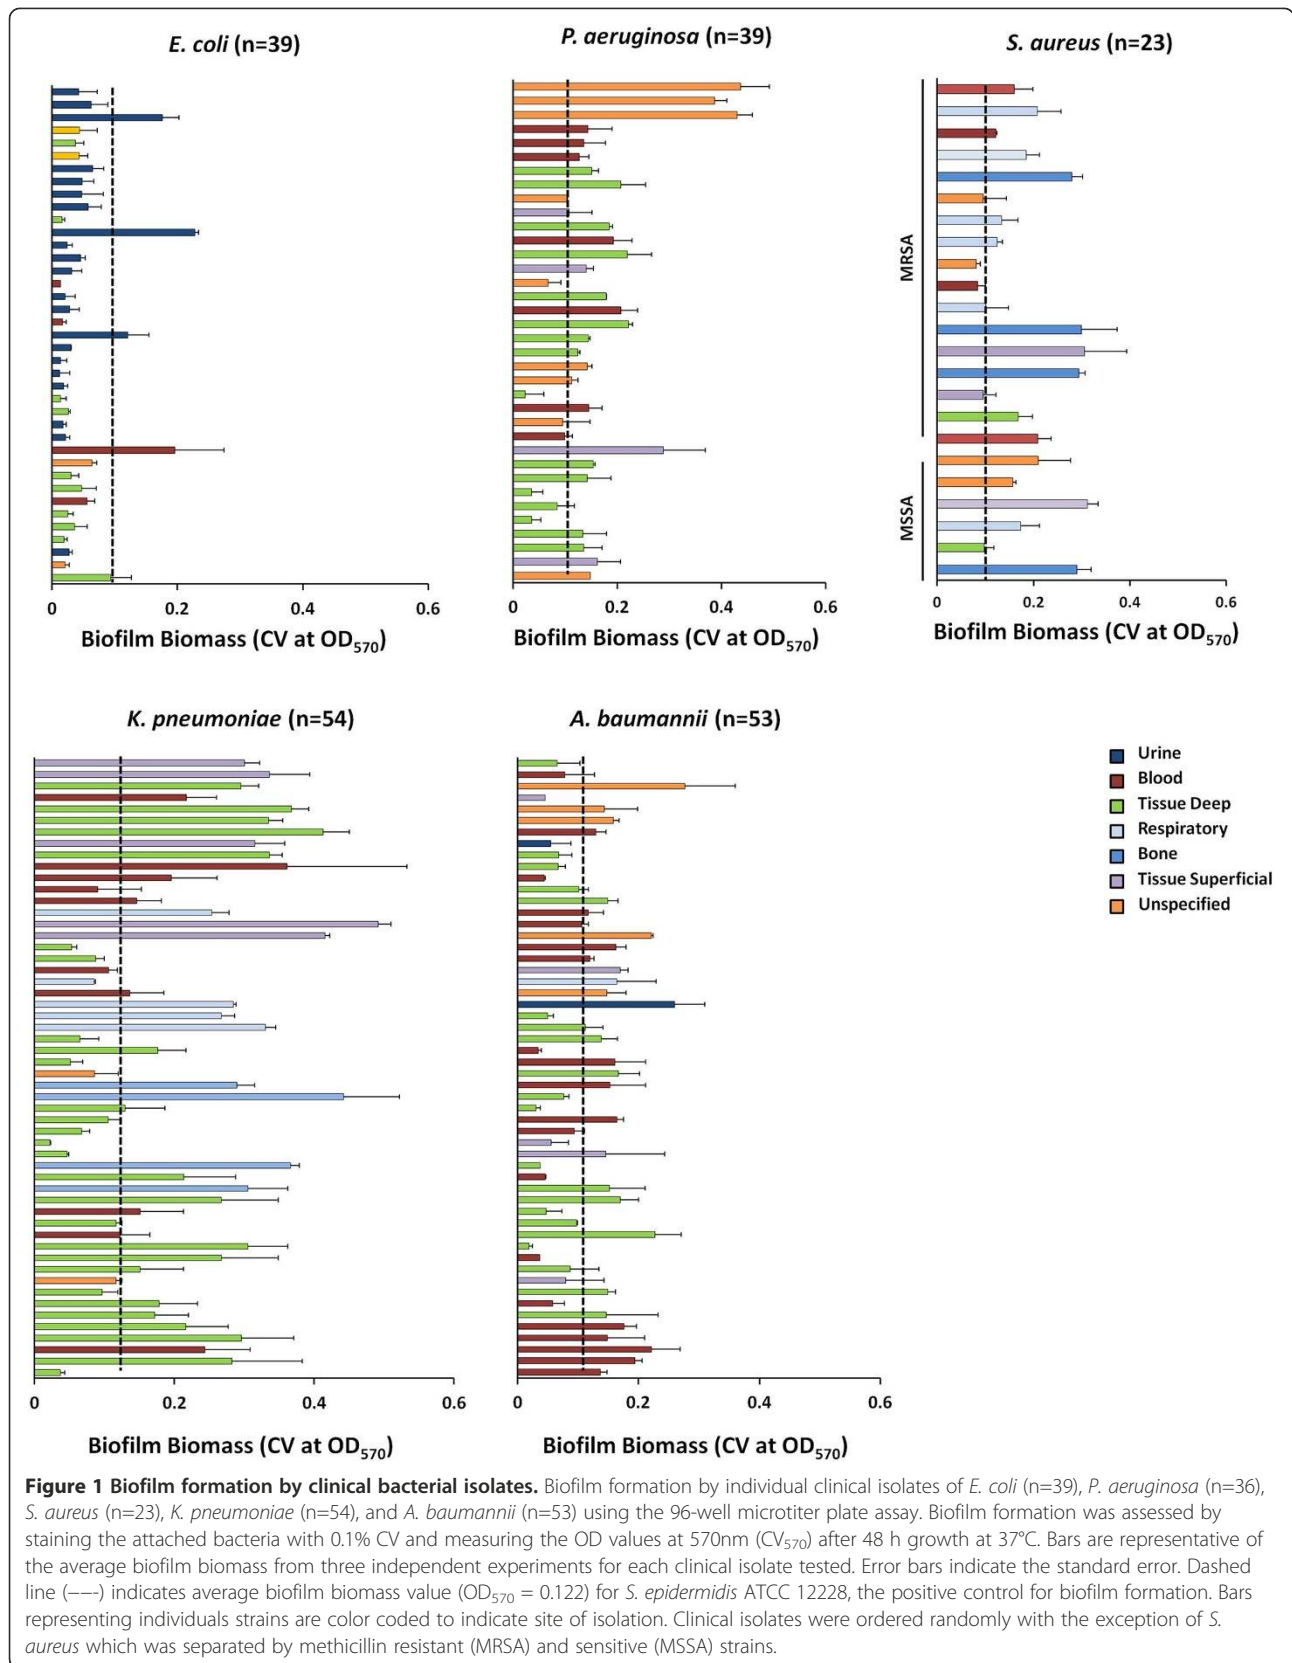 E. coli (n=39)
P. aeruginosa (n=39)
S. aureus (n=23)
MRSA
MSSA
0
0.2
0.4
0.6
Biofilm Biomass (CV at OD570)
0
0.2
0.4
0.6
Biofilm Biomass (CV at OD570)
0
0.2
0.4
0.6
Biofilm Biomass (CV at OD570)
K. pneumoniae (n=54)
A. baumannii (n=53)
Urine
Blood
Tissue Deep
Respiratory
Bone
Tissue Superficial
Unspecified
0
0.2
0.4
0.6
Biofilm Biomass (CV at OD570)
0
0.2
0.4
0.6
Biofilm Biomass (CV at OD570)
Figure 1 Biofilm formation by clinical bacterial isolates. Biofilm formation by individual clinical isolates of E. coli (n=39), P. aeruginosa (n=36),
S. aureus (n=23), K. pneumoniae (n=54), and A. baumannii (n=53) using the 96-well microtiter plate assay. Biofilm formation was assessed by
staining the attached bacteria with 0.1% CV and measuring the OD values at 570nm (CV570) after 48 h growth at 37°C. Bars are representative of
the average biofilm biomass from three independent experiments for each clinical isolate tested. Error bars indicate the standard error. Dashed
line (–––-) indicates average biofilm biomass value (OD570 = 0.122) for S. epidermidis ATCC 12228, the positive control for biofilm formation. Bars
representing individuals strains are color coded to indicate site of isolation. Clinical isolates were ordered randomly with the exception of S.
aureus which was separated by methicillin resistant (MRSA) and sensitive (MSSA) strains.